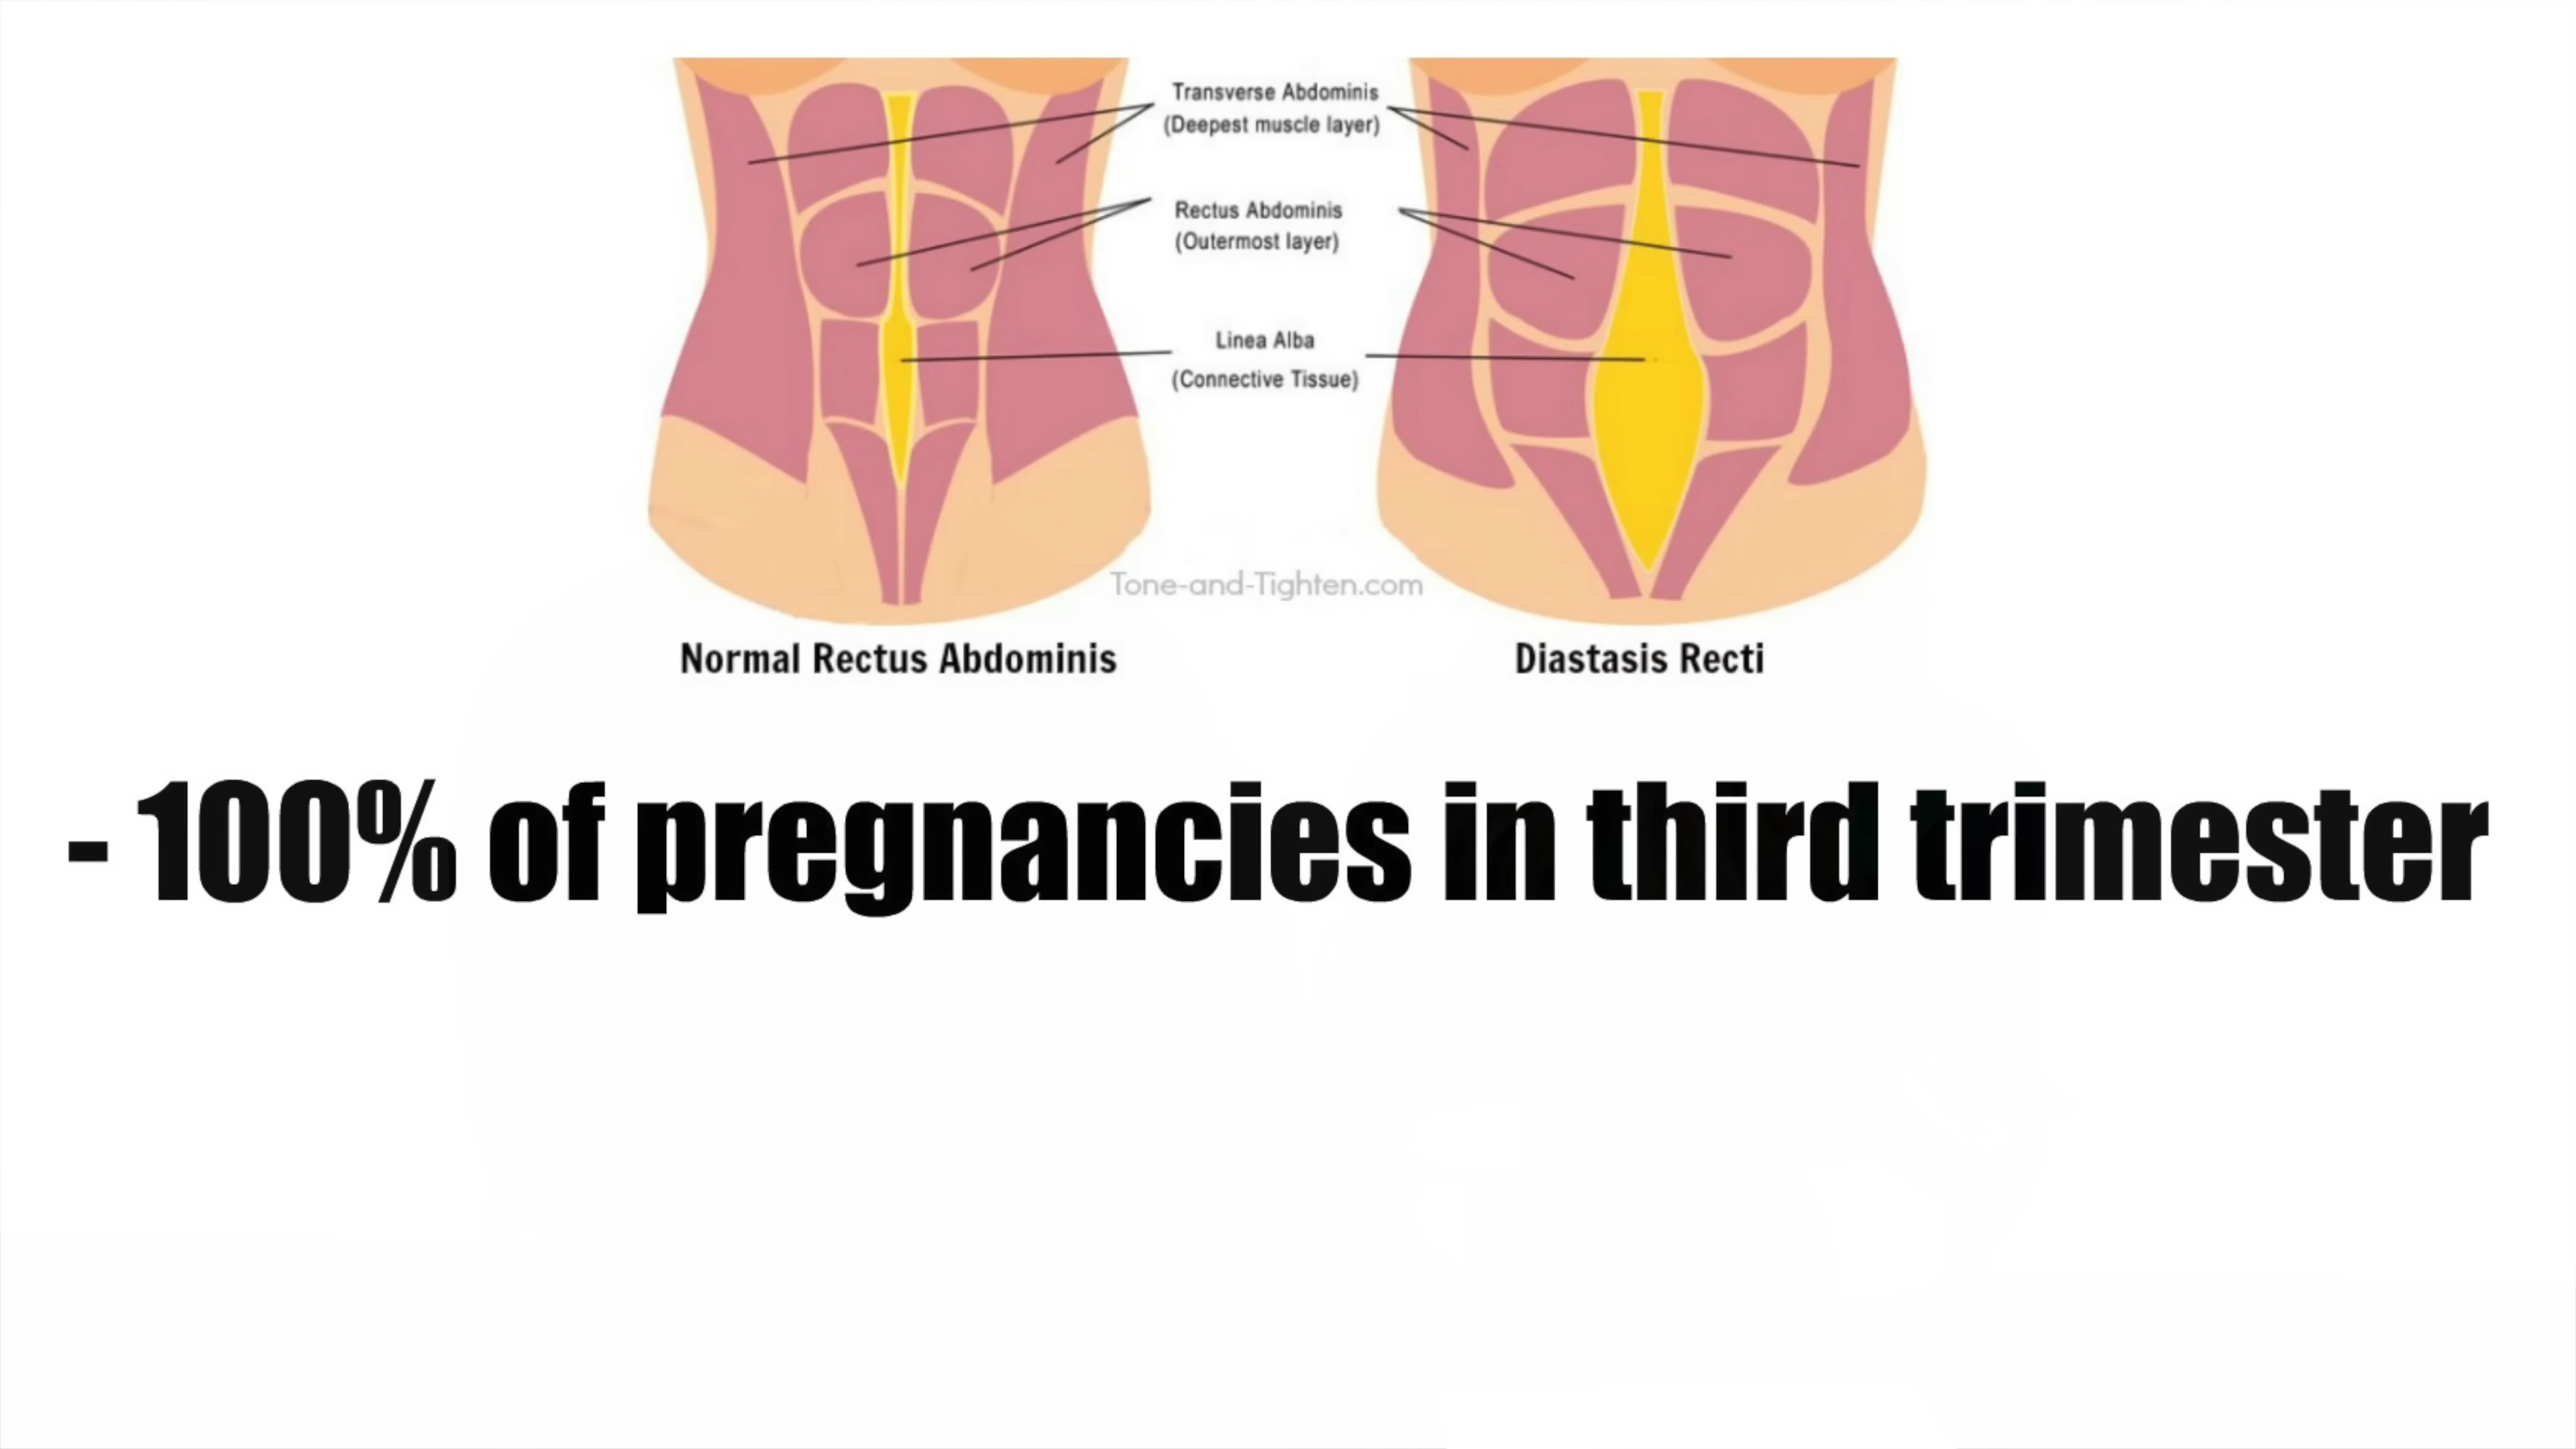 Transverse Abdominis
(Deepest muscle layer)
Rectus Abdominis
(Outermost layer)
Linea Alba
(Connective Tissue)
Tone-and-Tighten.com
Normal Rectus Abdominis
Diastasis Recti
- 100% of pregnancies in third trimester